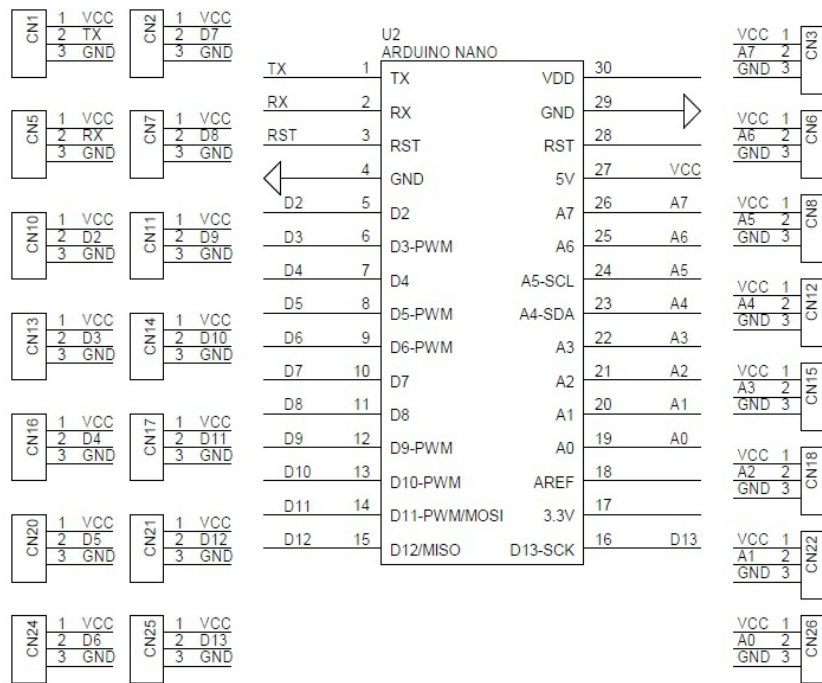 CN1
1 VCC
2 TX
3 GND
CN2
1 VCC
2 D7
3 GND
CN5
1 VCC
2 RX
3 GND
CN7
1 VCC
2 D8
3 GND
CN10
1 VCC
2 D2
3 GND
CN11
1 VCC
2 D9
3 GND
CN13
1 VCC
2 D3
3 GND
CN14
1 VCC
2 D10
3 GND
CN16
1 VCC
2 D4
3 GND
CN17
1 VCC
2 D11
3 GND
CN20
1 VCC
2 D5
3 GND
CN21
1 VCC
2 D12
3 GND
CN24
1 VCC
2 D6
3 GND
CN25
1 VCC
2 D13
3 GND
U2
ARDUINO NANO
TX 1 TX VDD 30
RX 2 RX GND 29
RST 3 RST RST 28
4 GND 5V 27 VCC
D2 5 D2 A7 26 A7
D3 6 D3-PWM A6 25 A6
D4 7 D4 A5-SCL 24 A5
D5 8 D5-PWM A4-SDA 23 A4
D6 9 D6-PWM A3 22 A3
D7 10 D7 A2 21 A2
D8 11 D8 A1 20 A1
D9 12 D9-PWM A0 19 A0
D10 13 D10-PWM AREF 18
D11 14 D11-PWM/MOSI 3.3V 17
D12 15 D12/MISO D13-SCK 16 D13
VCC 1
A7 2
GND 3
CN3
VCC 1
A6 2
GND 3
CN6
VCC 1
A5 2
GND 3
CN8
VCC 1
A4 2
GND 3
CN12
VCC 1
A3 2
GND 3
CN15
VCC 1
A2 2
GND 3
CN18
VCC 1
A1 2
GND 3
CN22
VCC 1
A0 2
GND 3
CN26